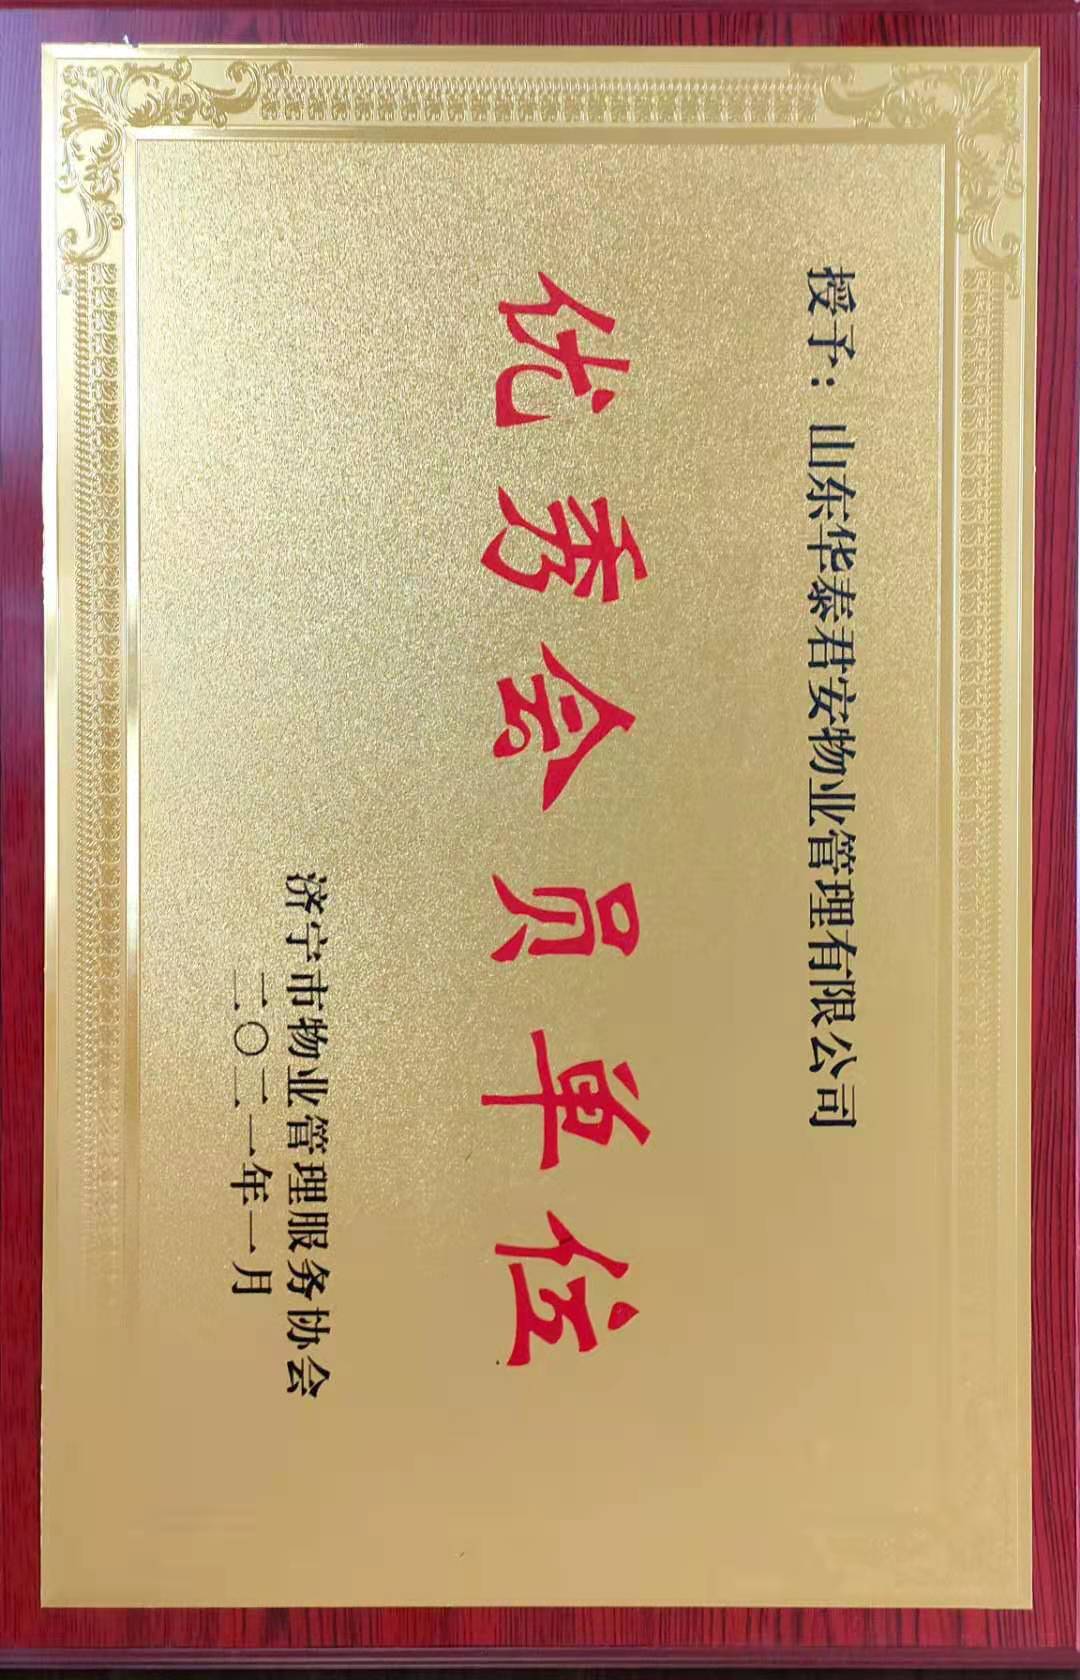 授予：山东华泰君安物业管理有限公司
优秀会员单位
济宁市物业管理服务协会
二〇二一年一月